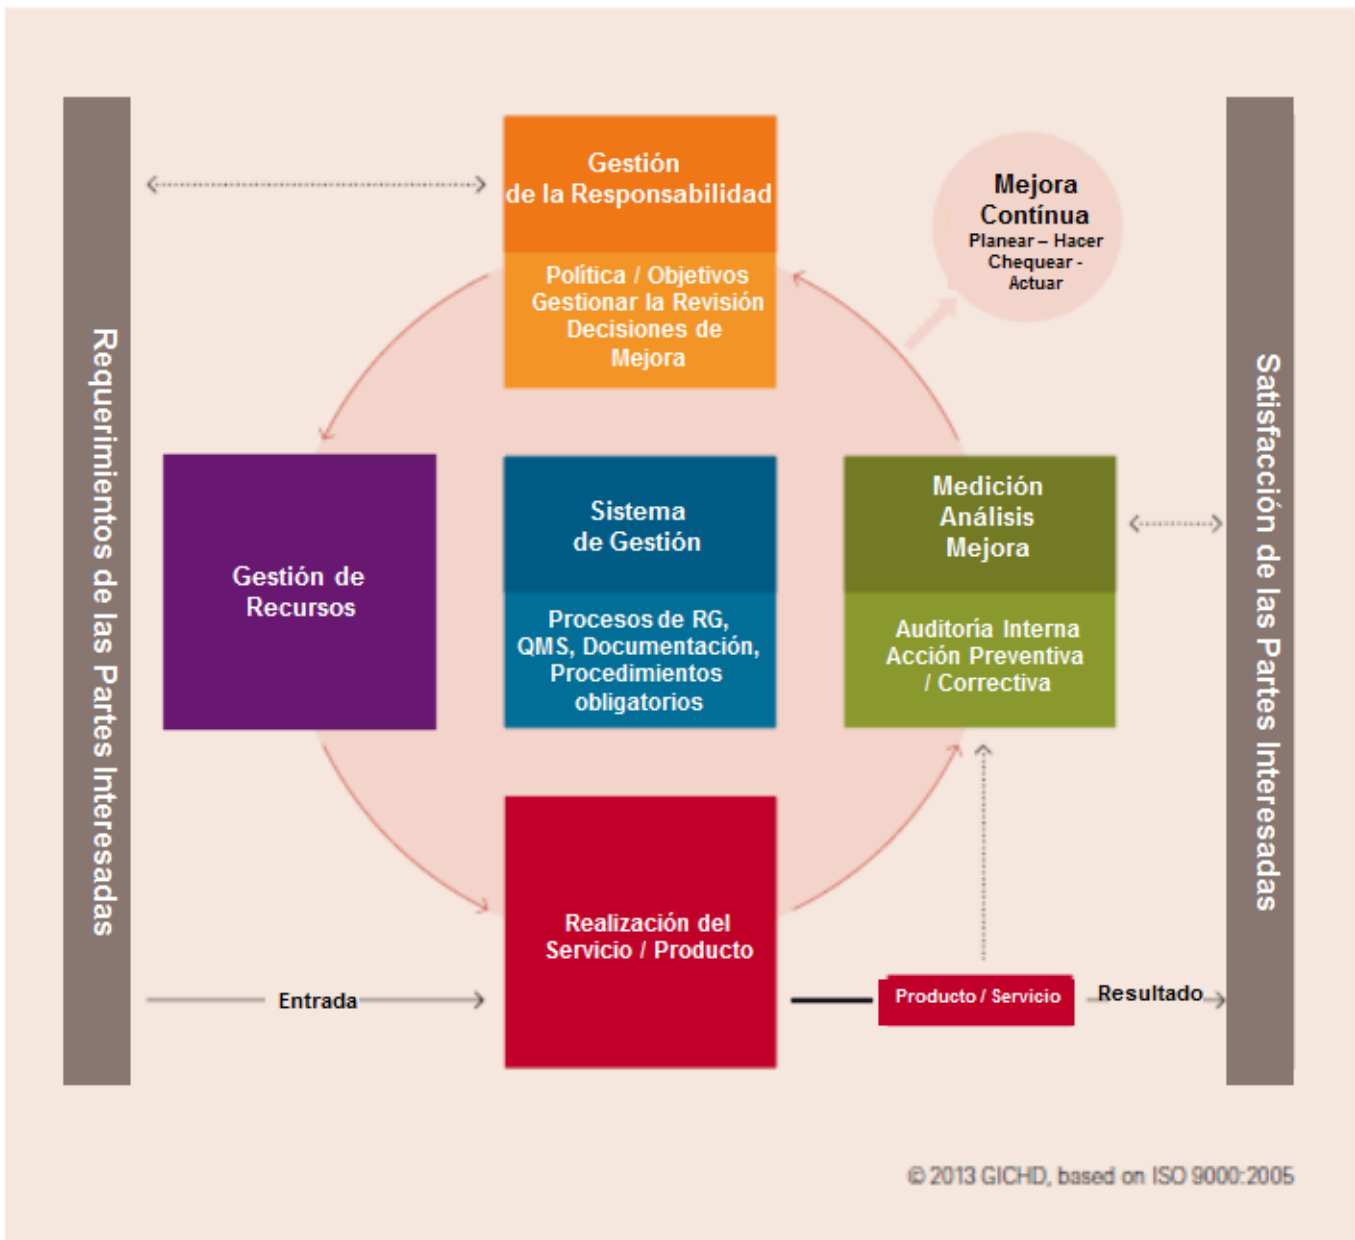 Requerimientos de las Partes Interesadas
Gestión
de la Responsabilidad
Política / Objetivos
Gestionar la Revisión
Decisiones de
Mejora
Mejora
Contínua
Planear – Hacer
Chequear -
Actuar
Gestión de
Recursos
Sistema
de Gestión
Procesos de RG,
QMS, Documentación,
Procedimientos
obligatorios
Medición
Análisis
Mejora
Auditoría Interna
Acción Preventiva
/ Correctiva
Satisfacción de las Partes Interesadas
Realización del
Servicio / Producto
Entrada
Producto / Servicio
Resultado
© 2013 GICHD, based on ISO 9000:2005